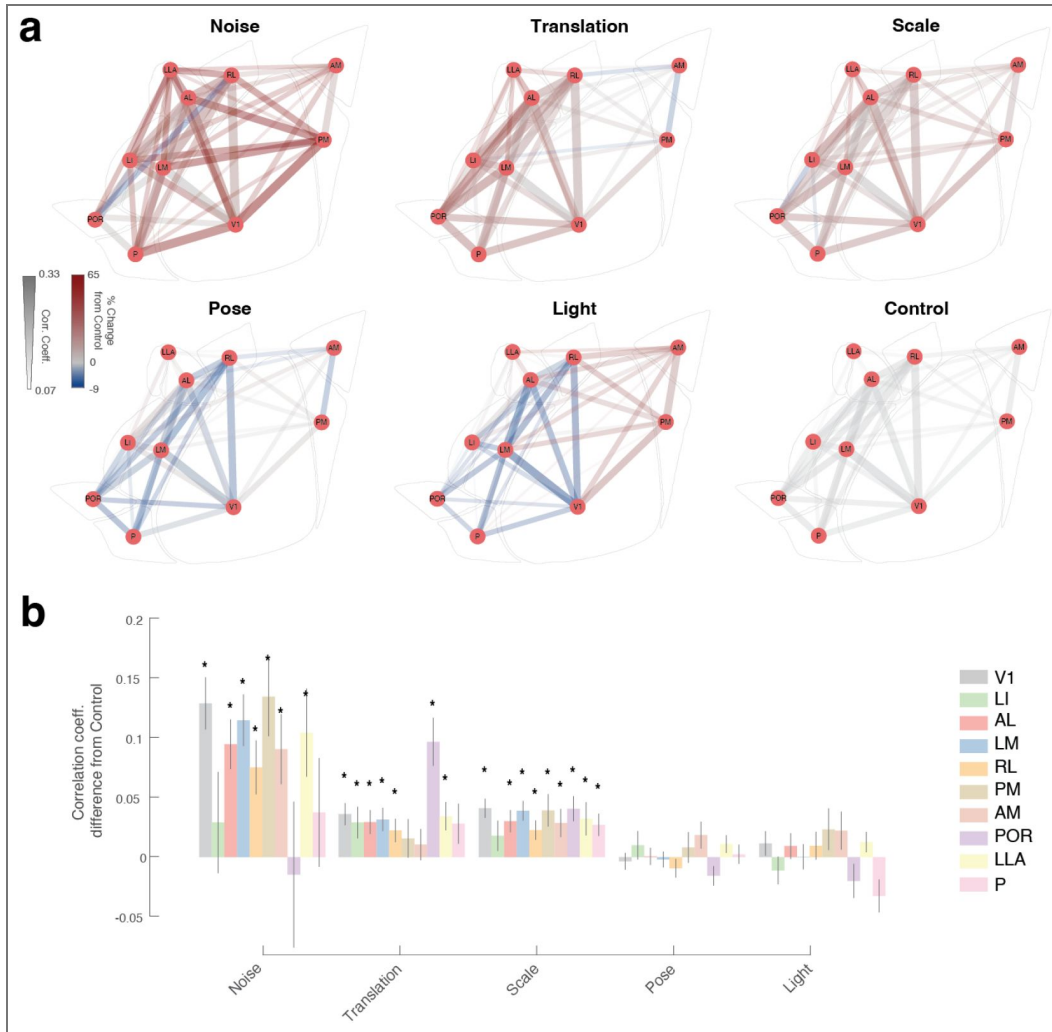 a
Noise
Translation
Scale
LLA
RL
AM
AL
LI
LM
PM
POR
V1
P
LLA
RL
AM
AL
LI
LM
PM
POR
V1
P
LLA
RL
AM
AL
LI
LM
PM
POR
V1
P
0.33
Corr. Coeff.
0.07
65
0
-9
% Change
from Control
Pose
Light
Control
LLA
RL
AM
AL
LI
LM
PM
POR
V1
P
LLA
RL
AM
AL
LI
LM
PM
POR
V1
P
LLA
RL
AM
AL
LI
LM
PM
POR
V1
P
b
Correlation coeff.
difference from Control
0.2
0.15
0.1
0.05
0
-0.05
* * * * * * * *
* * * * * * *
* * * * * * * * *
Noise
Translation
Scale
Pose
Light
V1
LI
AL
LM
RL
PM
AM
POR
LLA
P